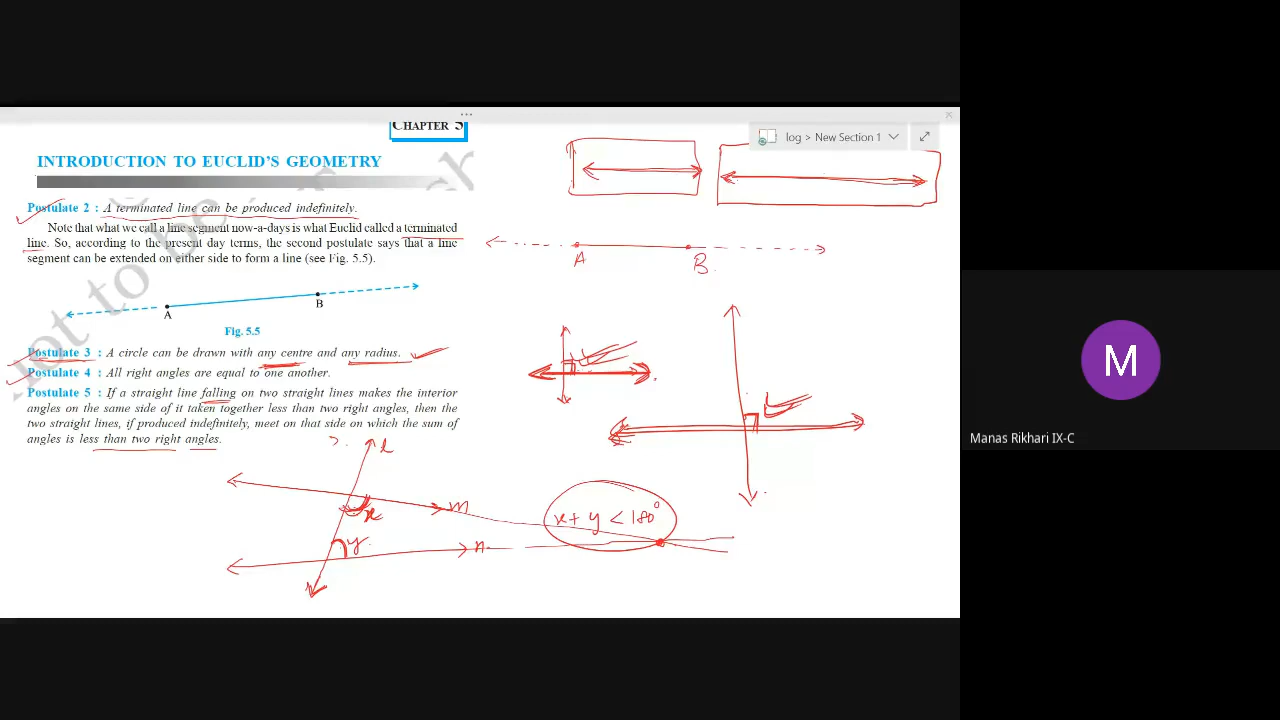 CHAPTER 5
log > New Section 1
INTRODUCTION TO EUCLID'S GEOMETRY
Postulate 2 : A terminated line can be produced indefinitely.
Note that what we call a line segment now-a-days is what Euclid called a terminated
line. So, according to the present day terms, the second postulate says that a line
segment can be extended on either side to form a line (see Fig. 5.5).
A
B
Fig. 5.5
Postulate 3 : A circle can be drawn with any centre and any radius.
Postulate 4 : All right angles are equal to one another.
Postulate 5 : If a straight line falling on two straight lines makes the interior
angles on the same side of it taken together less than two right angles, then the
two straight lines, if produced indefinitely, meet on that side on which the sum of
angles is less than two right angles.
A
B
l
m
x
x + y < 180°
y
n
not to be
sh
M
Manas Rikhari IX-C